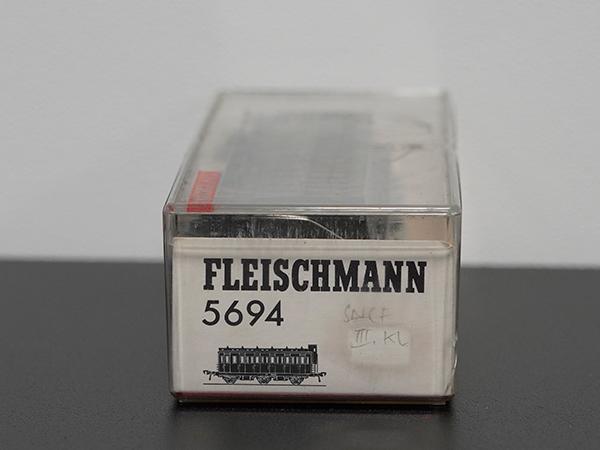 FLEISCHMANN
5694
SNCF
III. KL